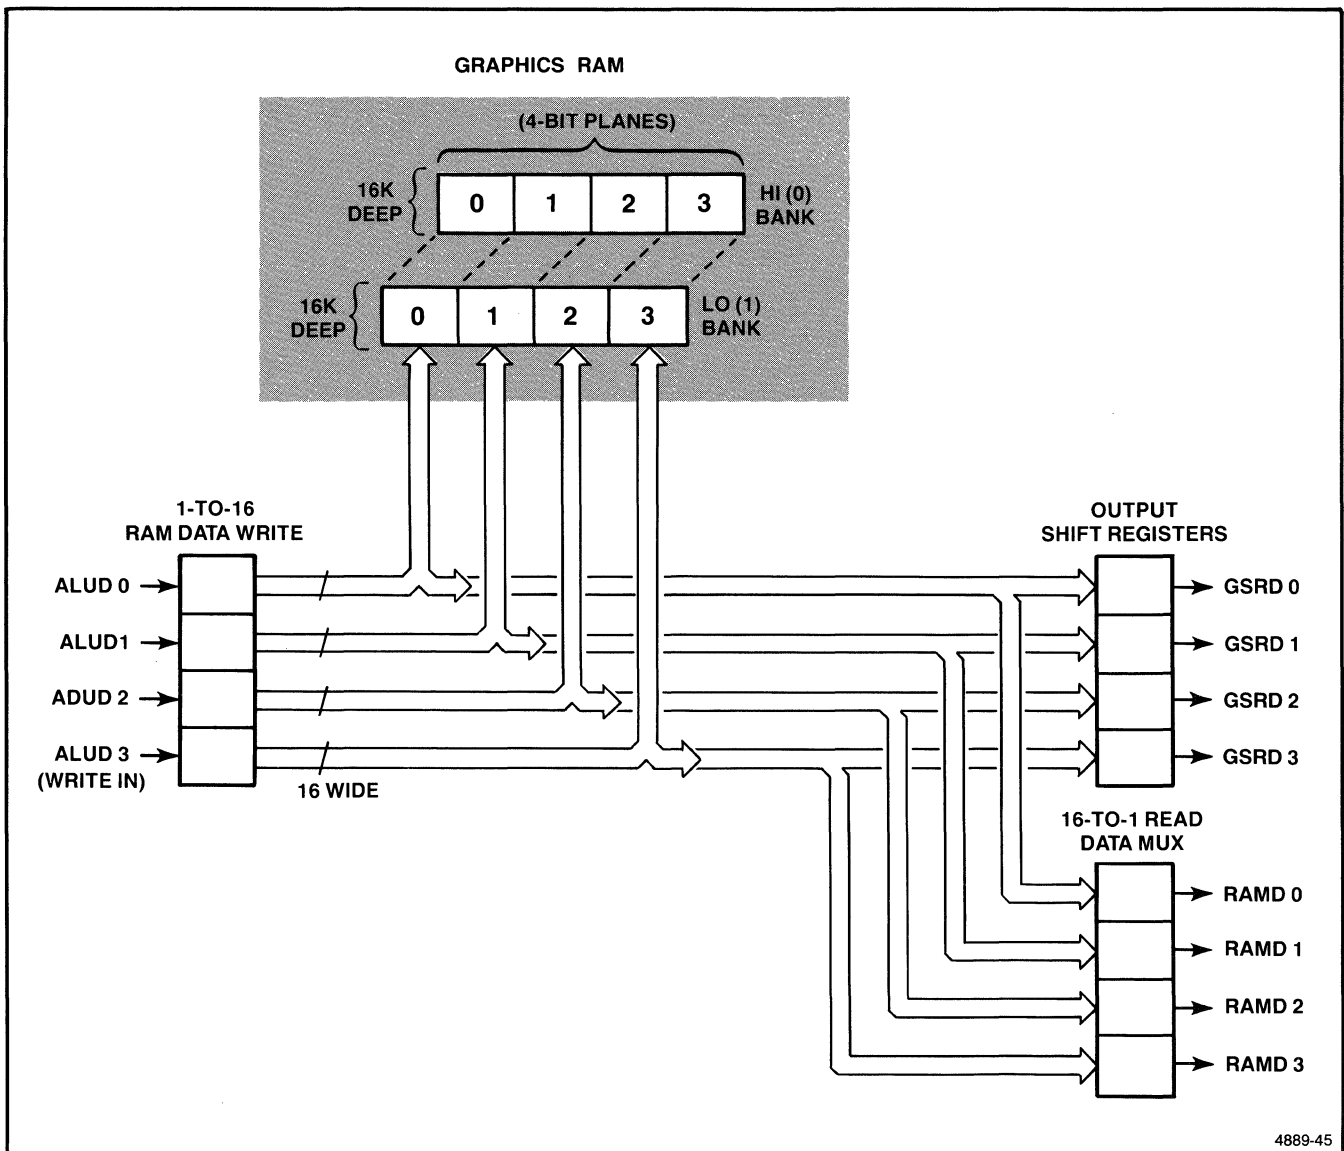 GRAPHICS RAM
(4-BIT PLANES)
16K
DEEP
0 1 2 3
HI (0)
BANK
16K
DEEP
0 1 2 3
LO (1)
BANK
1-TO-16
RAM DATA WRITE
ALUD 0
ALUD1
ADUD 2
ALUD 3
(WRITE IN)
16 WIDE
OUTPUT
SHIFT REGISTERS
GSRD 0
GSRD 1
GSRD 2
GSRD 3
16-TO-1 READ
DATA MUX
RAMD 0
RAMD 1
RAMD 2
RAMD 3
4889-45